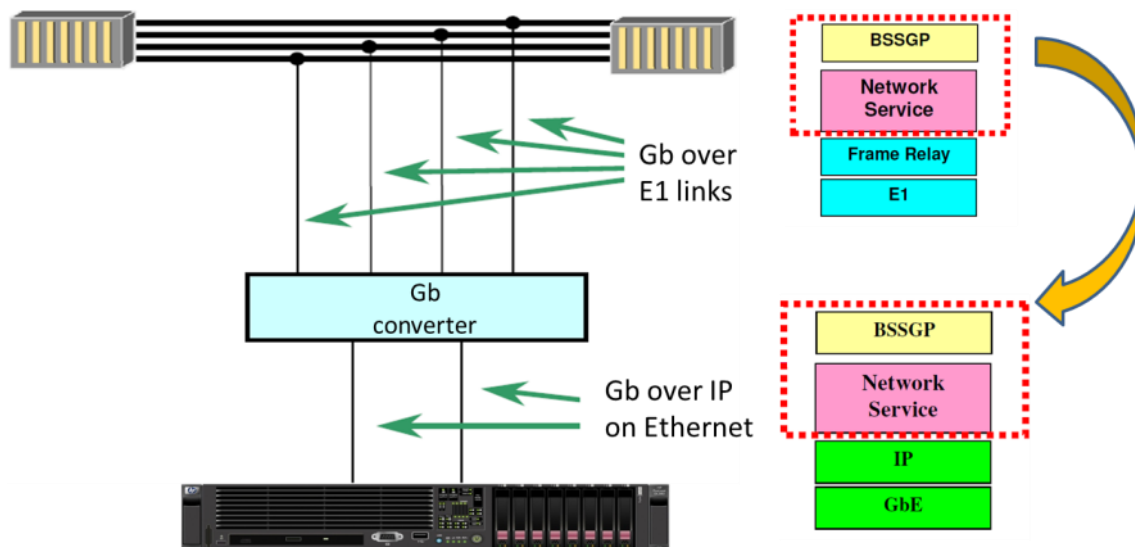 BSSGP
Network
Service
Frame Relay
E1
Gb over
E1 links
Gb
converter
Gb over IP
on Ethernet
BSSGP
Network
Service
IP
GbE